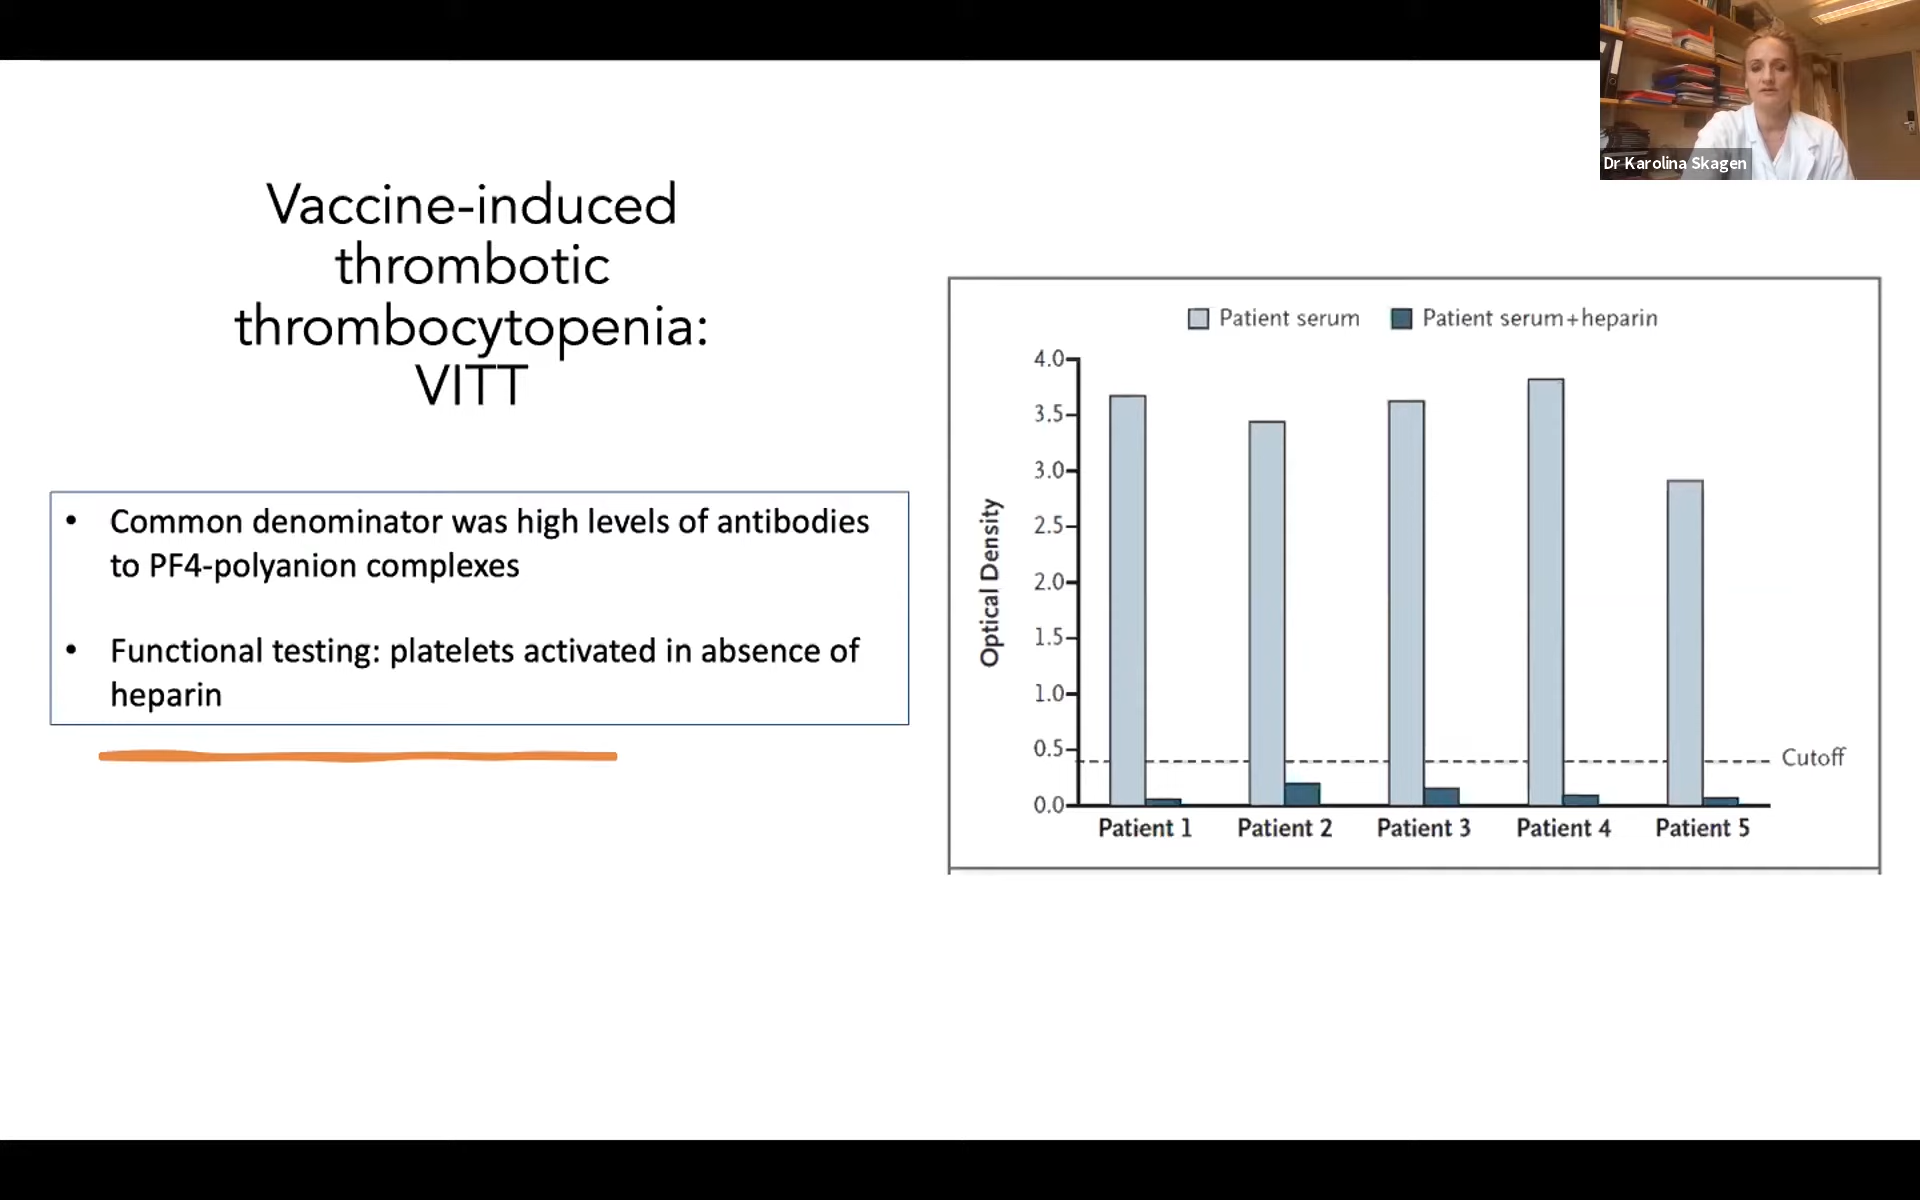 Dr Karolina Skagen
Vaccine-induced
thrombotic
thrombocytopenia:
VITT
• Common denominator was high levels of antibodies
to PF4-polyanion complexes
• Functional testing: platelets activated in absence of
heparin
Patient serum Patient serum+heparin
Optical Density
4.0
3.5
3.0
2.5
2.0
1.5
1.0
0.5
0.0
Cutoff
Patient 1 Patient 2 Patient 3 Patient 4 Patient 5